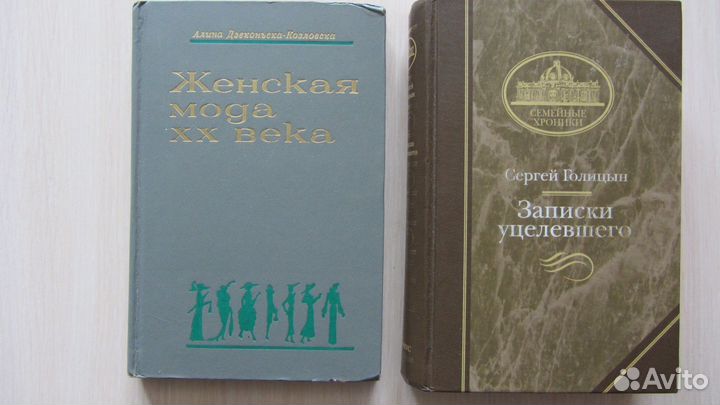 Алина Дзеконьска-Козловска
Женская
мода
XX века
СЕМЕЙНЫЕ
ХРОНИКИ
Сергей Голицын
Записки
уцелевшего
Avito